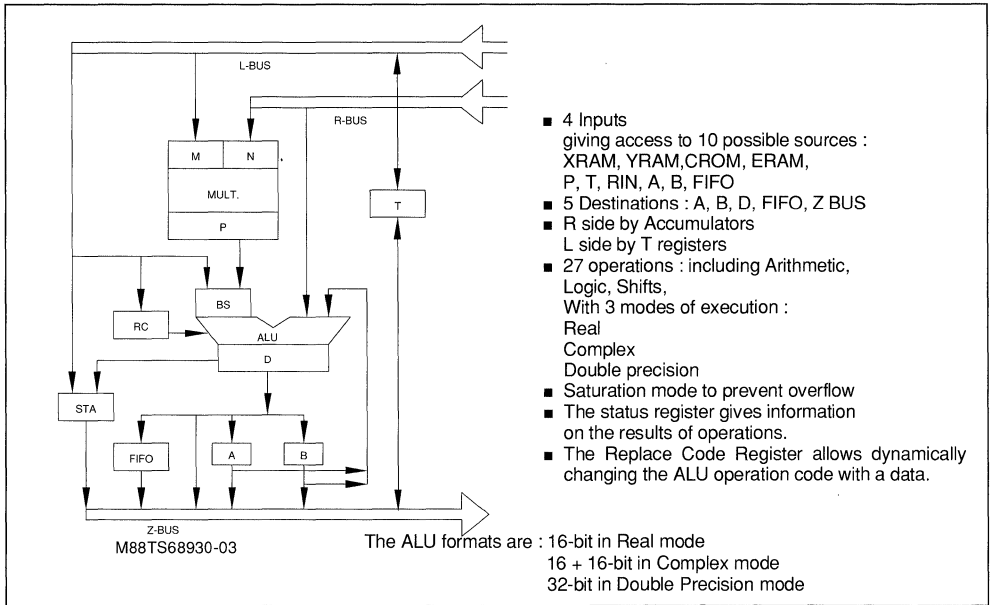 L-BUS
R-BUS
M N
MULT.
P
T
BS
RC
ALU
D
STA
FIFO A B
Z-BUS
M88TS68930-03
■ 4 Inputs
giving access to 10 possible sources :
XRAM, YRAM,CROM, ERAM,
P, T, RIN, A, B, FIFO
■ 5 Destinations : A, B, D, FIFO, Z BUS
■ R side by Accumulators
L side by T registers
■ 27 operations : including Arithmetic,
Logic, Shifts,
With 3 modes of execution :
Real
Complex
Double precision
■ Saturation mode to prevent overflow
■ The status register gives information
on the results of operations.
■ The Replace Code Register allows dynamically
changing the ALU operation code with a data.
The ALU formats are : 16-bit in Real mode
16 + 16-bit in Complex mode
32-bit in Double Precision mode